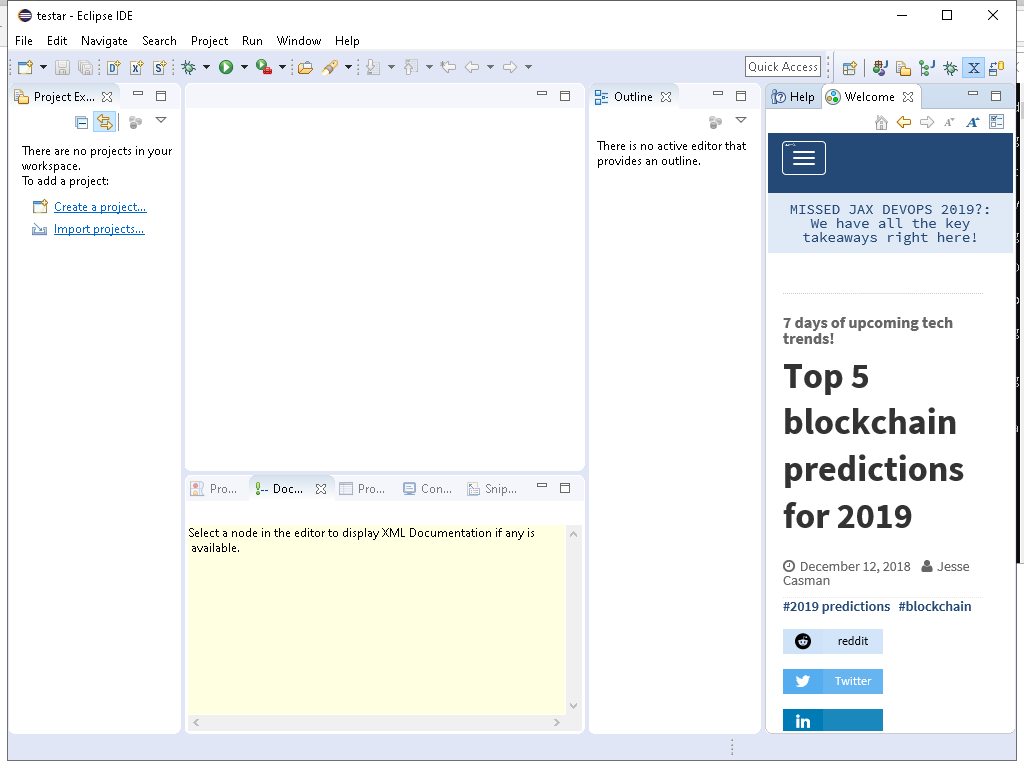 testar - Eclipse IDE
File Edit Navigate Search Project Run Window Help
Quick Access
Project Ex...
There are no projects in your
workspace.
To add a project:
Create a project...
Import projects...
Outline
There is no active editor that
provides an outline.
Pro...
Doc...
Pro...
Con...
Snip...
Select a node in the editor to display XML Documentation if any is
available.
Help
Welcome
MISSED JAX DEVOPS 2019?:
We have all the key
takeaways right here!
7 days of upcoming tech
trends!
Top 5
blockchain
predictions
for 2019
December 12, 2018 Jesse
Casman
#2019 predictions #blockchain
reddit
Twitter
in